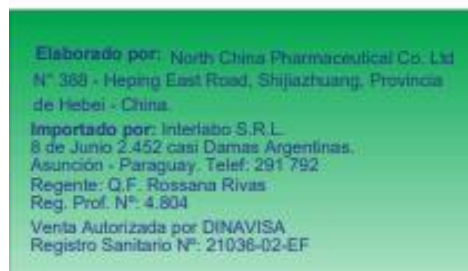 Elaborado por: North China Pharmaceutical Co. Ltd
N° 388 - Heping East Road, Shijiazhuang, Provincia
de Hebei - China.
Importado por: Interlabo S.R.L.
8 de Junio 2.452 casi Damas Argentinas.
Asunción - Paraguay. Telef: 291 792
Regente: Q.F. Rossana Rivas
Reg. Prof. Nº: 4.804
Venta Autorizada por DINAVISA
Registro Sanitario Nº: 21036-02-EF